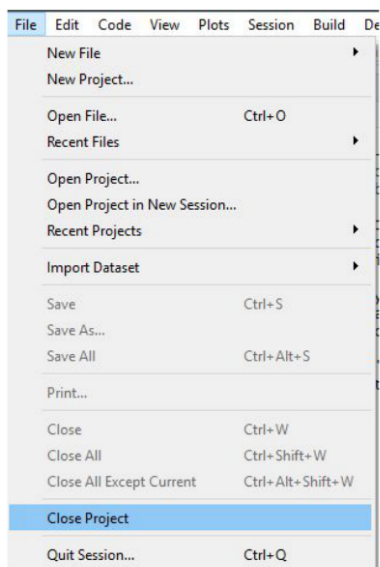 File Edit Code View Plots Session Build De
New File
New Project...
Open File... Ctrl+O
Recent Files
Open Project...
Open Project in New Session...
Recent Projects
Import Dataset
Save Ctrl+S
Save As...
Save All Ctrl+Alt+S
Print...
Close Ctrl+W
Close All Ctrl+Shift+W
Close All Except Current Ctrl+Alt+Shift+W
Close Project
Quit Session... Ctrl+Q